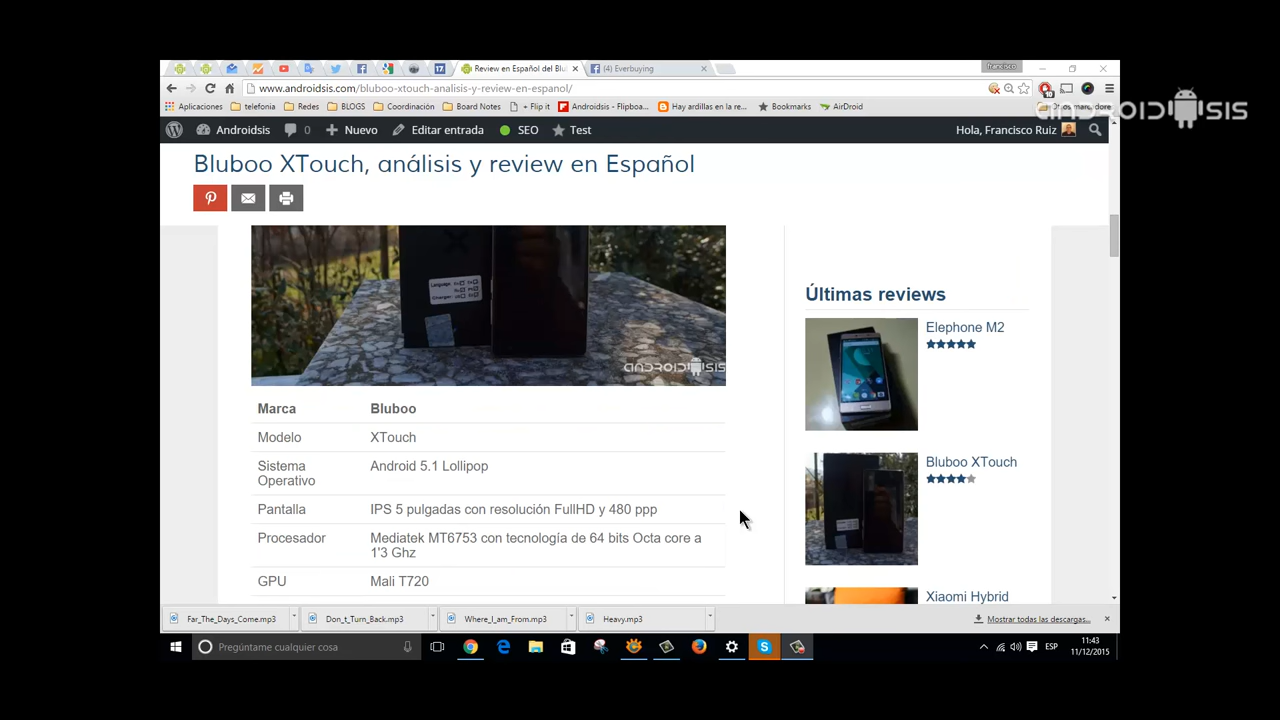 Review en Español del Blu
(4) Everbuying
francisco
www.androidsis.com/bluboo-xtouch-analisis-y-review-en-espanol/
Aplicaciones
telefonia
Redes
BLOGS
Coordinación
Board Notes
+ Flip it
Androidsis - Flipboa...
Hay ardillas en la re...
Bookmarks
AirDroid
ANDROIDSIS
Androidsis
0
Nuevo
Editar entrada
SEO
Test
Hola, Francisco Ruiz
Bluboo XTouch, análisis y review en Español
ANDROIDSIS
Marca Bluboo
Modelo XTouch
Sistema Operativo Android 5.1 Lollipop
Pantalla IPS 5 pulgadas con resolución FullHD y 480 ppp
Procesador Mediatek MT6753 con tecnología de 64 bits Octa core a
1'3 Ghz
GPU Mali T720
Últimas reviews
Elephone M2
Bluboo XTouch
Xiaomi Hybrid
Far_The_Days_Come.mp3
Don_t_Turn_Back.mp3
Where_I_am_From.mp3
Heavy.mp3
Mostrar todas las descargas...
Pregúntame cualquier cosa
ESP
11:43
11/12/2015